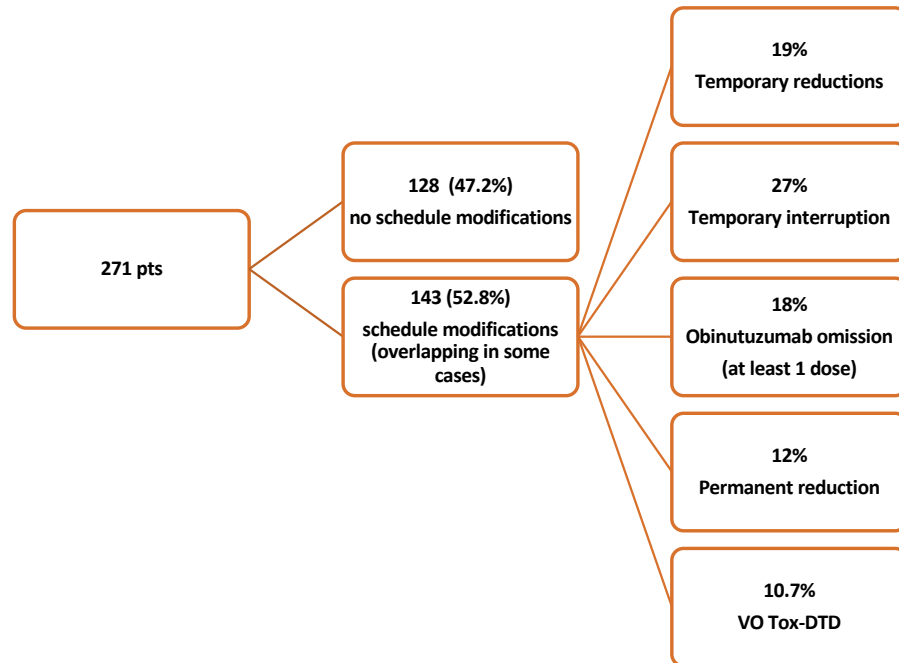 271 pts
128 (47.2%)
no schedule modifications
143 (52.8%)
schedule modifications
(overlapping in some
cases)
19%
Temporary reductions
27%
Temporary interruption
18%
Obinutuzumab omission
(at least 1 dose)
12%
Permanent reduction
10.7%
VO Tox-DTD